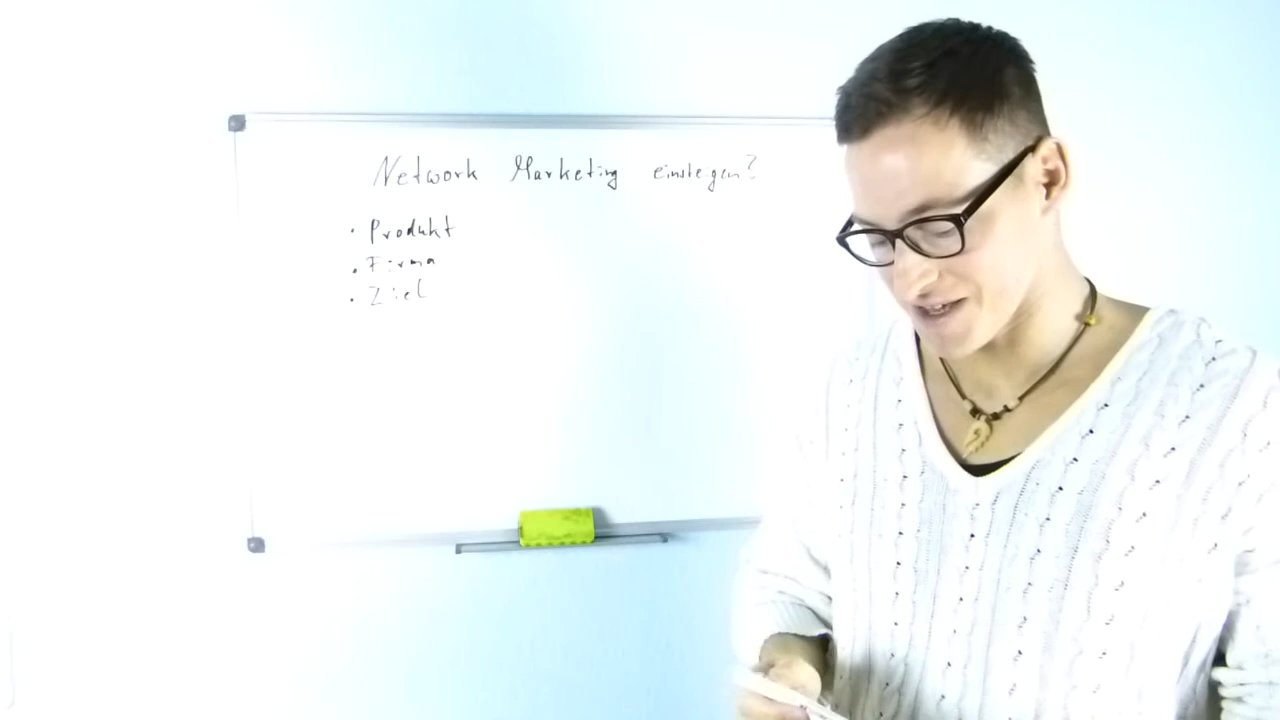 Network Marketing einsteigen?
• Produkt
• Firma
• Ziel